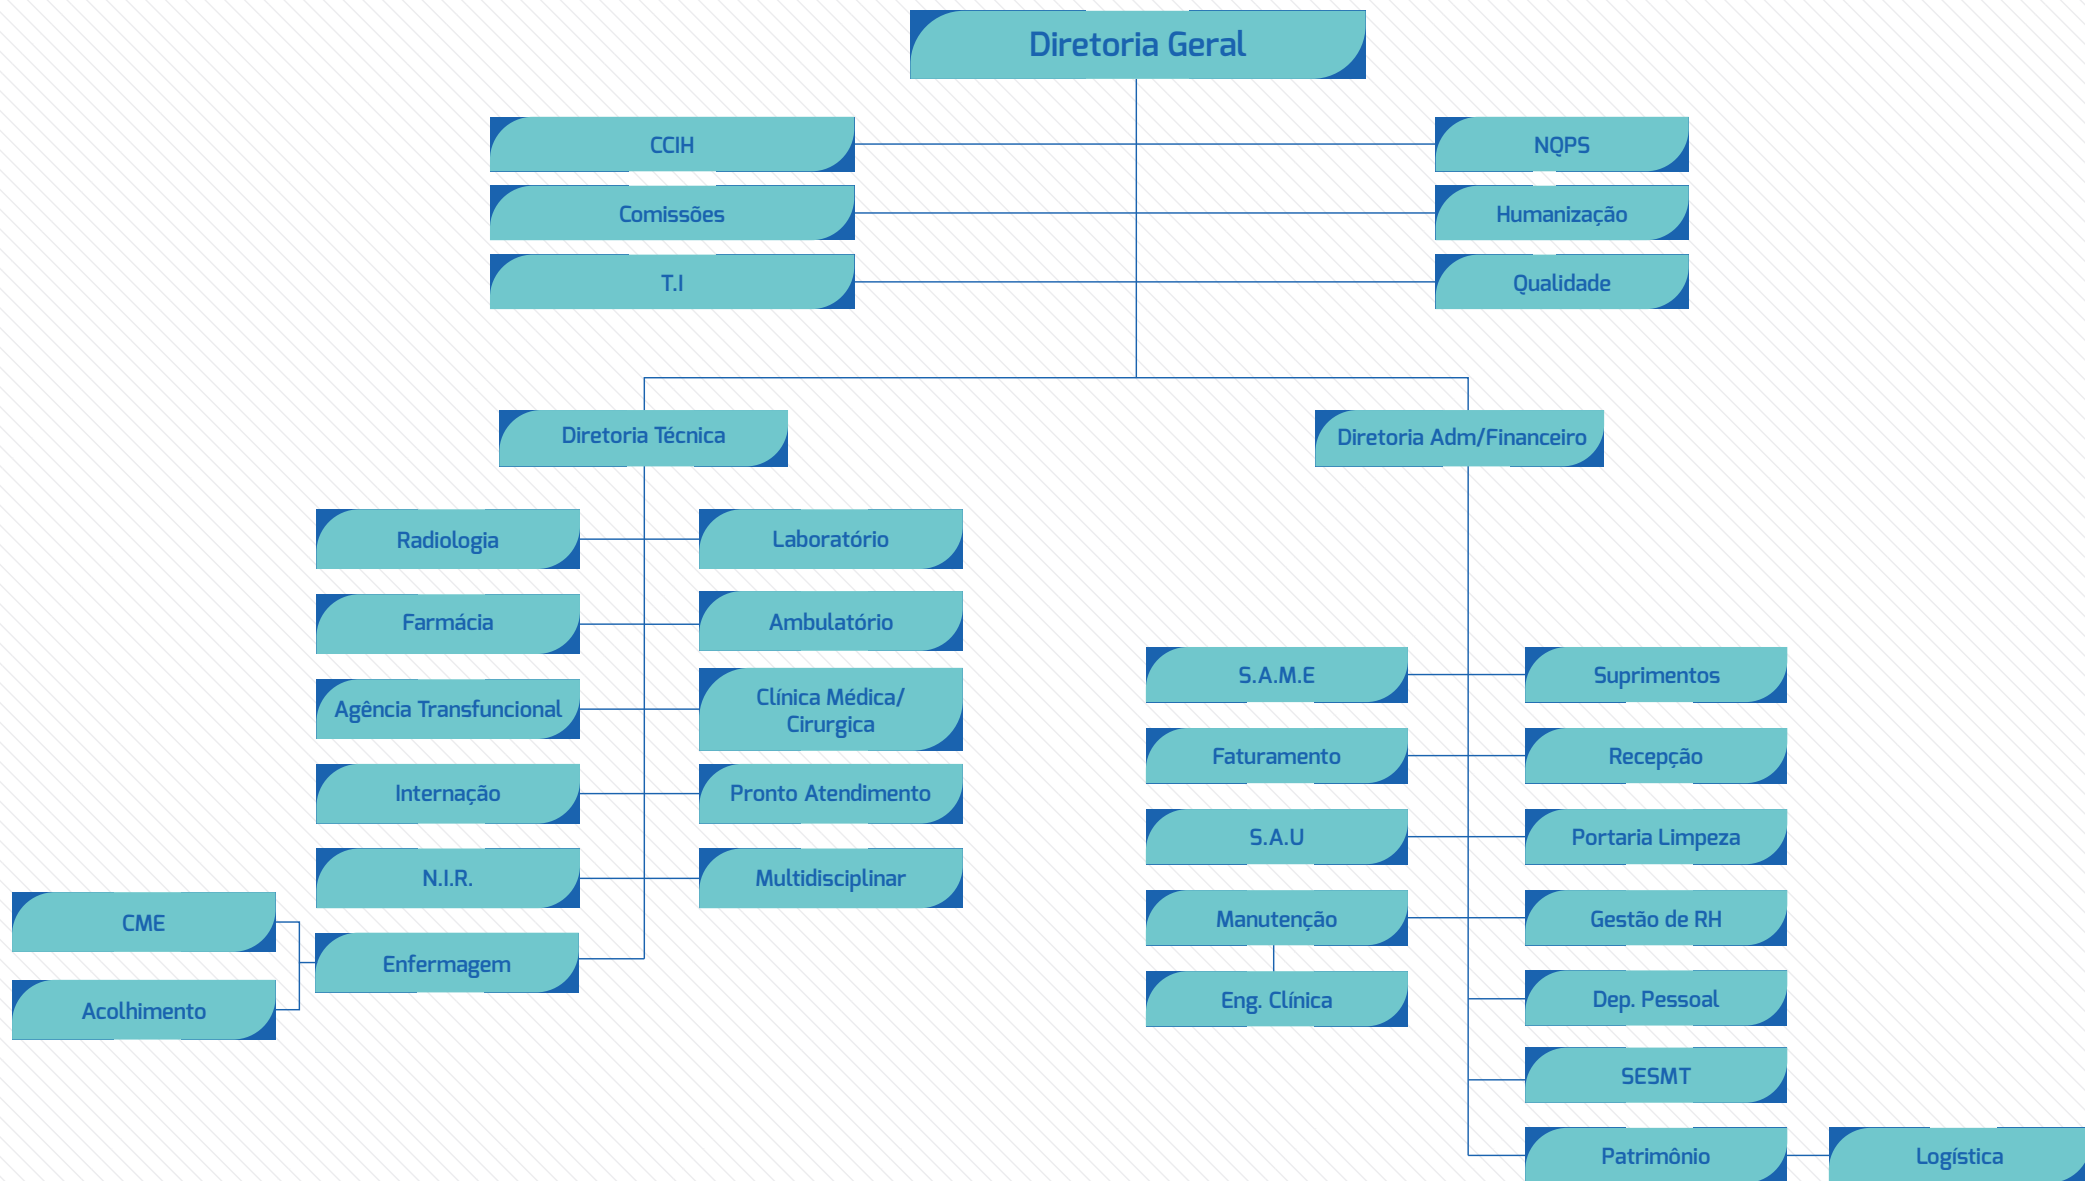 Diretoria Geral
CCIH
NQPS
Comissões
Humanização
T.I
Qualidade
Diretoria Técnica
Diretoria Adm/Financeiro
Radiologia
Laboratório
Farmácia
Ambulatório
Agência Transfuncional
Clínica Médica/
Cirurgica
Internação
Pronto Atendimento
N.I.R.
Multidisciplinar
CME
Enfermagem
Acolhimento
S.A.M.E
Suprimentos
Faturamento
Recepção
S.A.U
Portaria Limpeza
Manutenção
Gestão de RH
Eng. Clínica
Dep. Pessoal
SESMT
Patrimônio
Logística